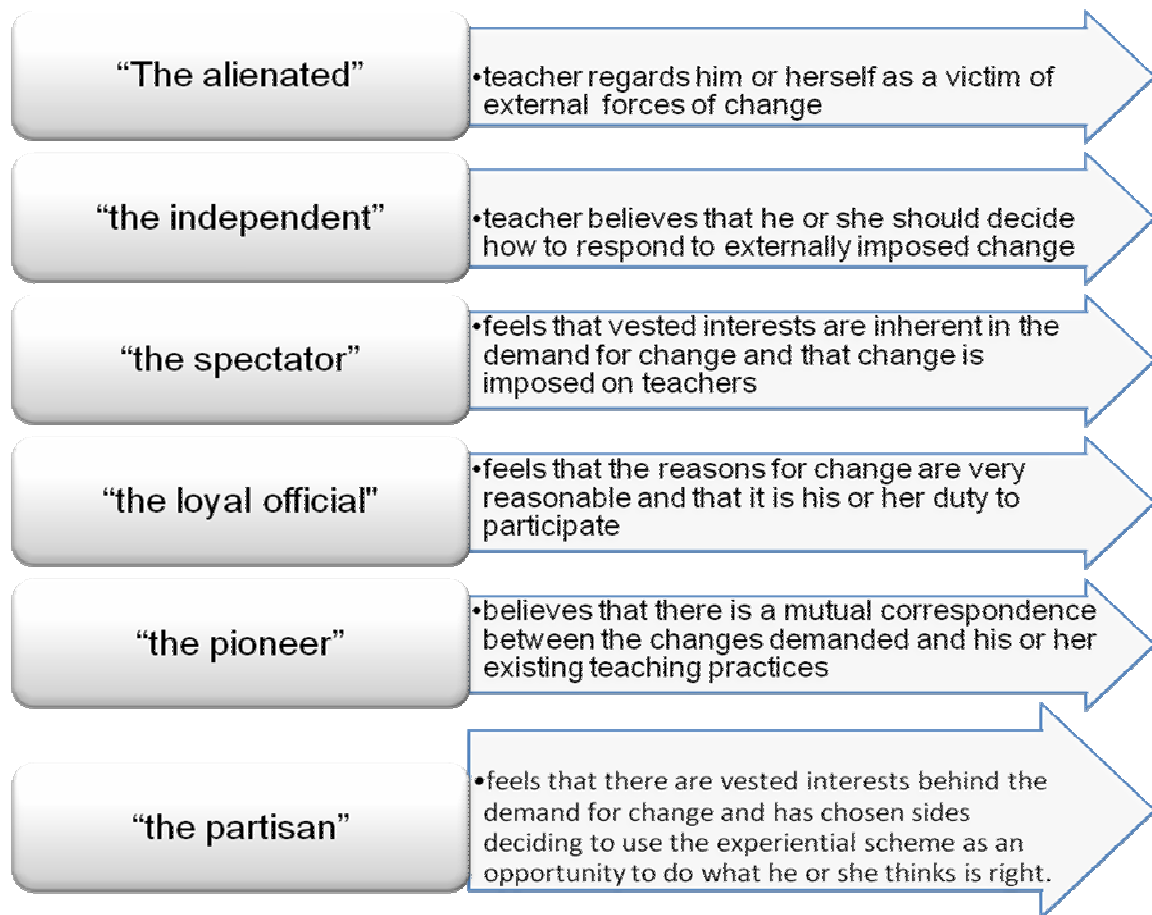 “The alienated”
•teacher regards him or herself as a victim of
external forces of change
“the independent”
•teacher believes that he or she should decide
how to respond to externally imposed change
“the spectator”
•feels that vested interests are inherent in the
demand for change and that change is
imposed on teachers
“the loyal official”
•feels that the reasons for change are very
reasonable and that it is his or her duty to
participate
“the pioneer”
•believes that there is a mutual correspondence
between the changes demanded and his or her
existing teaching practices
“the partisan”
•feels that there are vested interests behind the
demand for change and has chosen sides
deciding to use the experiential scheme as an
opportunity to do what he or she thinks is right.